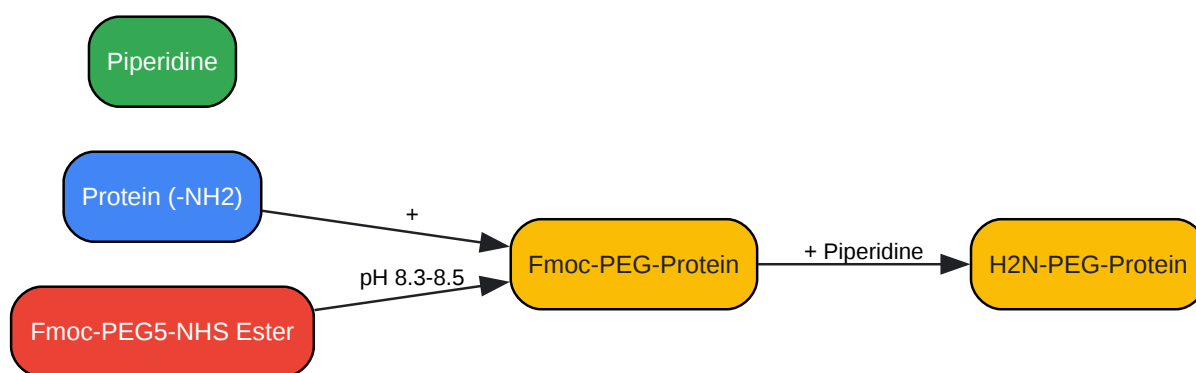 Piperidine
Protein (-NH2)
+
pH 8.3-8.5
Fmoc-PEG5-NHS Ester
Fmoc-PEG-Protein
+ Piperidine
H2N-PEG-Protein